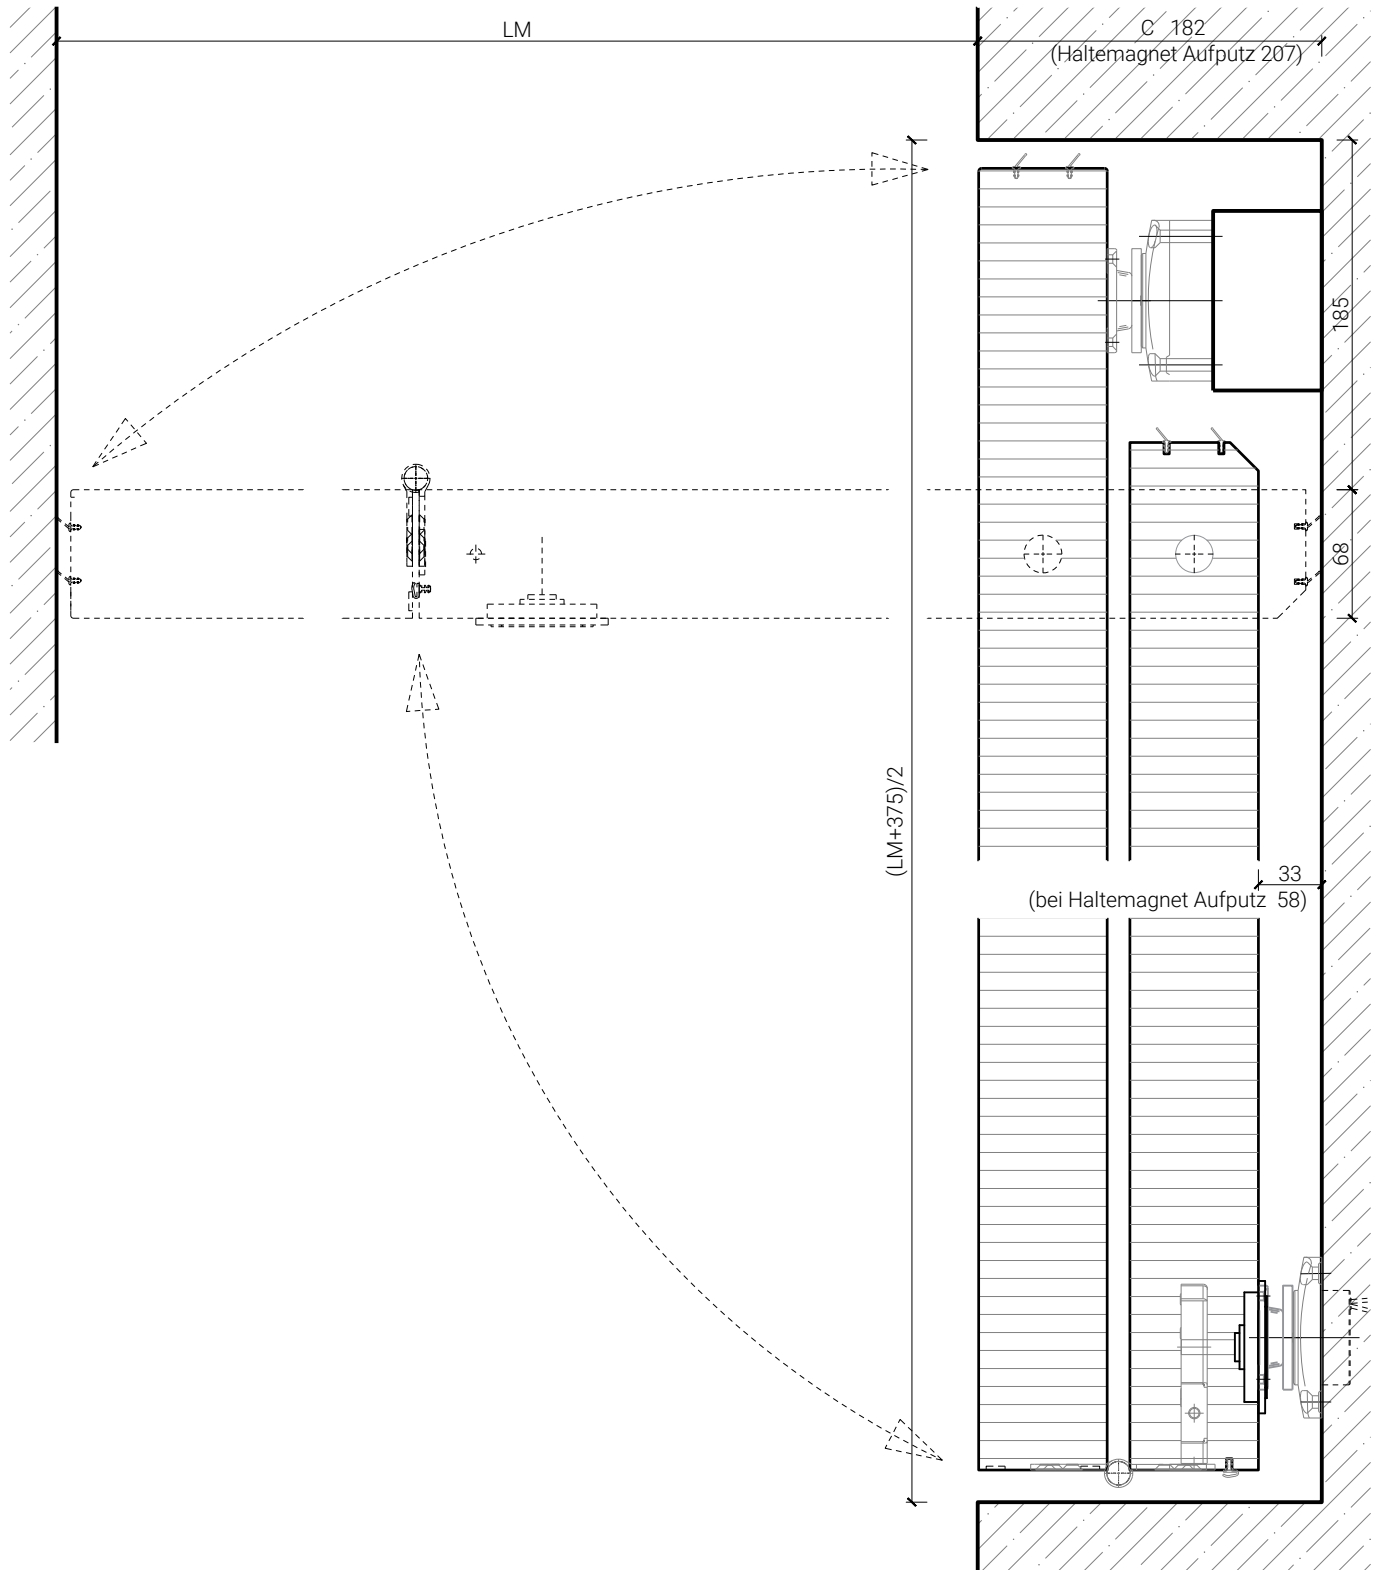 LM
C 182
(Haltemagnet Aufputz 207)
185
68
(LM+375)/2
33
(bei Haltemagnet Aufputz 58)